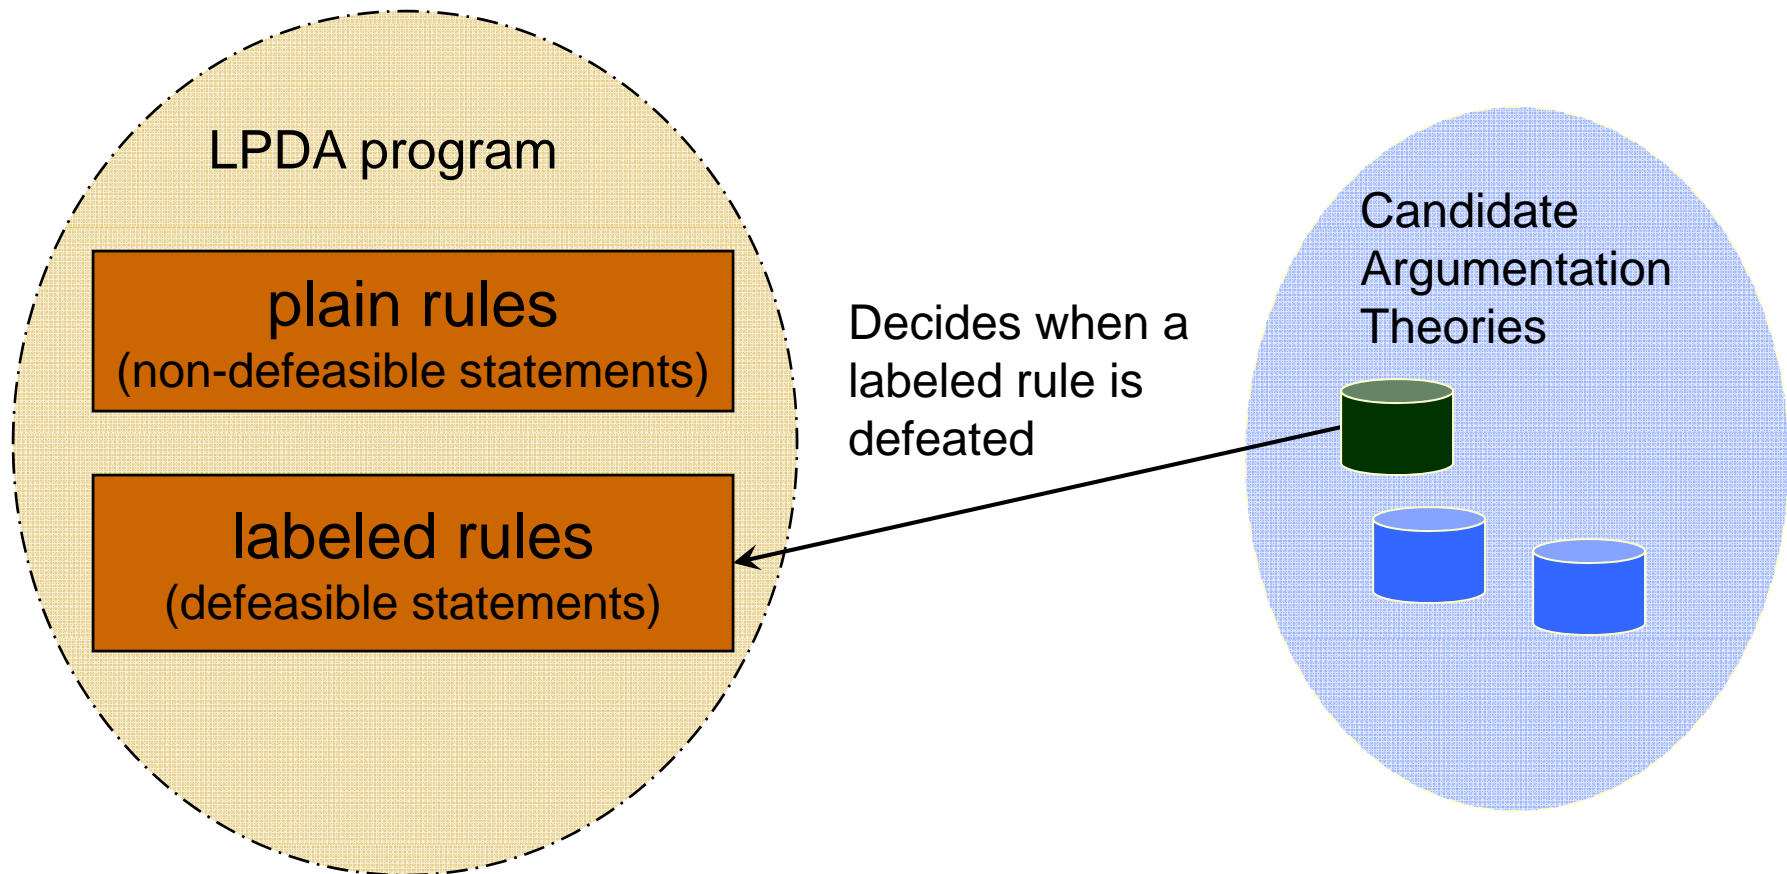 LPDA program
plain rules
(non-defeasible statements)
labeled rules
(defeasible statements)
Decides when a
labeled rule is
defeated
Candidate
Argumentation
Theories